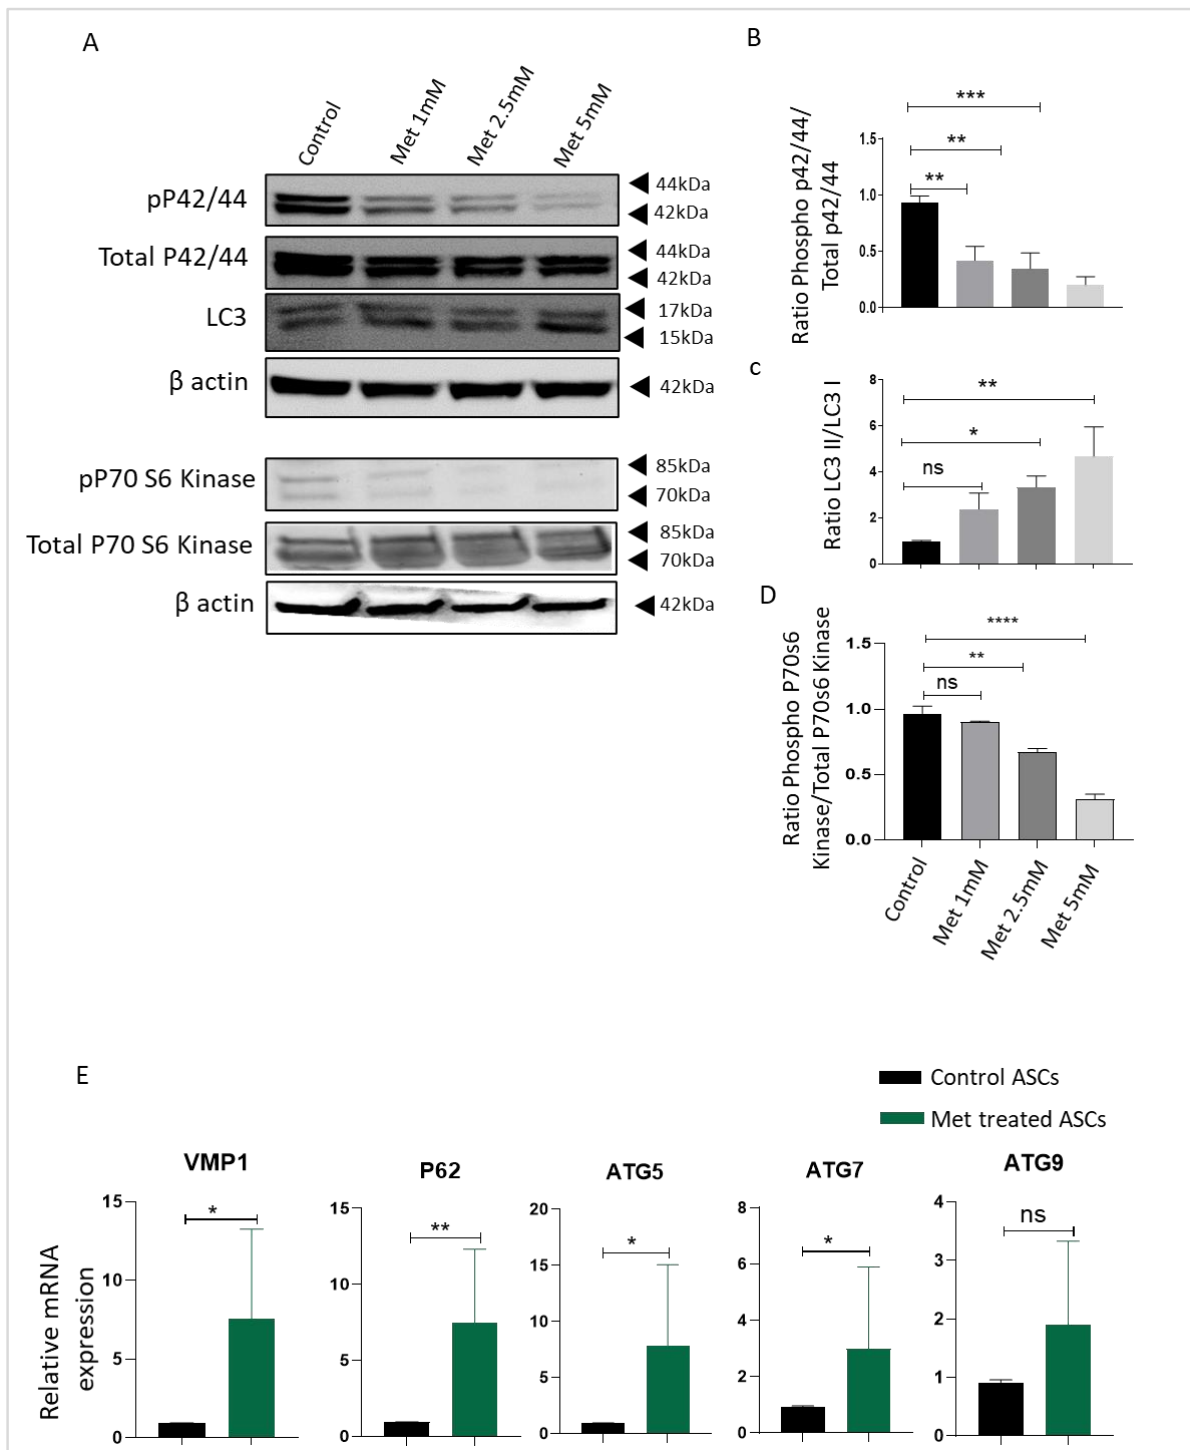 A
Control
Met 1mM
Met 2.5mM
Met 5mM
pP42/44
44kDa
42kDa
Total P42/44
44kDa
42kDa
LC3
17kDa
15kDa
β actin
42kDa
pP70 S6 Kinase
85kDa
70kDa
Total P70 S6 Kinase
85kDa
70kDa
β actin
42kDa
B
Ratio Phospho p42/44/
Total p42/44
1.5
1.0
0.5
0.0
***
**
**
c
Ratio LC3 II/LC3 I
8
6
4
2
0
**
*
ns
D
Ratio Phospho P70s6
Kinase/Total P70s6 Kinase
1.5
1.0
0.5
0.0
****
**
ns
Control
Met 1mM
Met 2.5mM
Met 5mM
E
Control ASCs
Met treated ASCs
Relative mRNA
expression
VMP1
15
10
5
0
*
P62
15
10
5
0
**
ATG5
20
15
10
5
0
*
ATG7
8
6
4
2
0
*
ATG9
4
3
2
1
0
ns